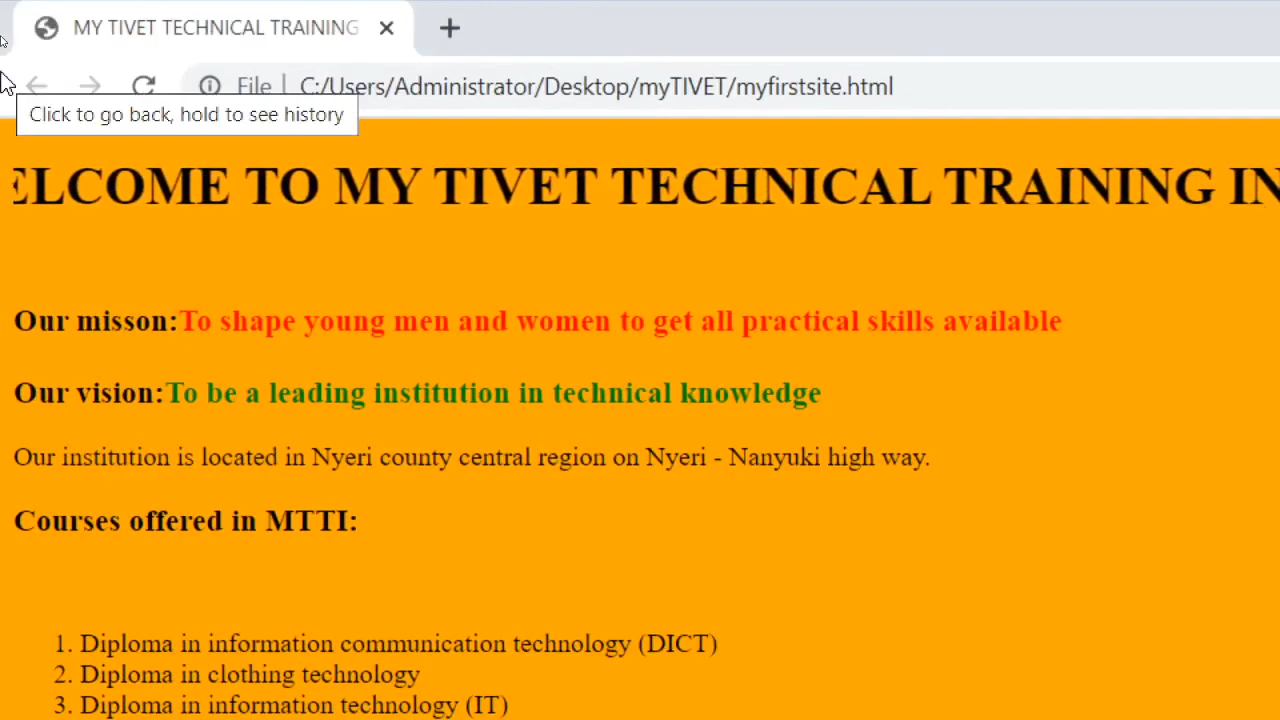 MY TIVET TECHNICAL TRAINING
File | C:/Users/Administrator/Desktop/myTIVET/myfirstsite.html
Click to go back, hold to see history
ELCOME TO MY TIVET TECHNICAL TRAINING IN
Our misson:To shape young men and women to get all practical skills available
Our vision:To be a leading institution in technical knowledge
Our institution is located in Nyeri county central region on Nyeri - Nanyuki high way.
Courses offered in MTTI:
1. Diploma in information communication technology (DICT)
2. Diploma in clothing technology
3. Diploma in information technology (IT)